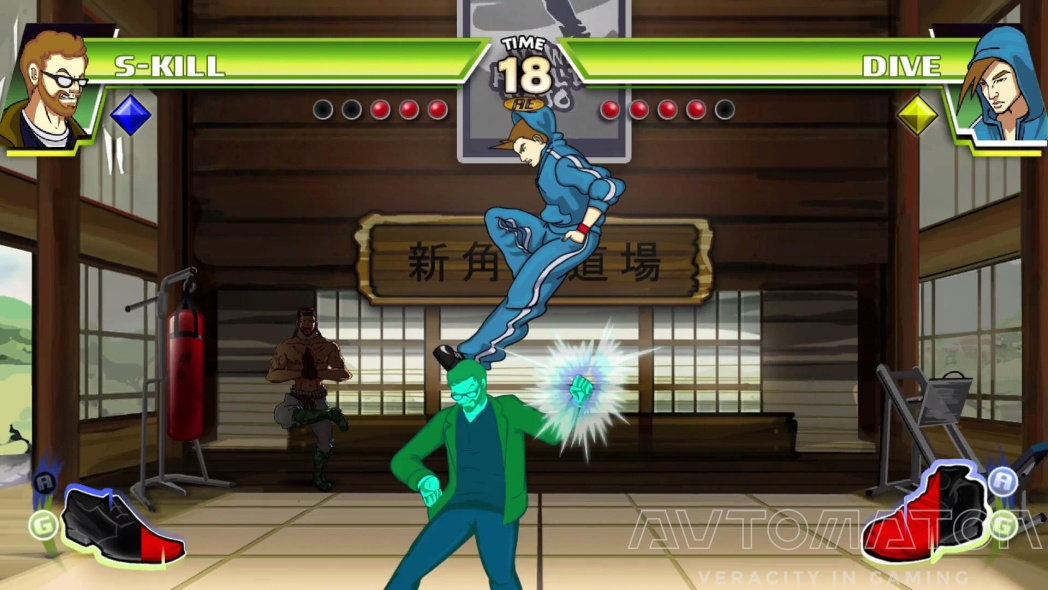 S-KILL
TIME
18
DIVE
新角 道場
A
G
A
G
AVTOMATON
VERACITY IN GAMING